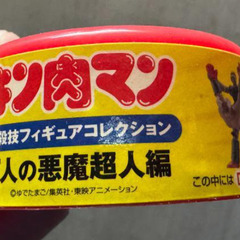 ン肉マン
殺技フィギュアコレクション
人の悪魔超人編
©ゆでたまご/集英社・東映アニメーション
この中には